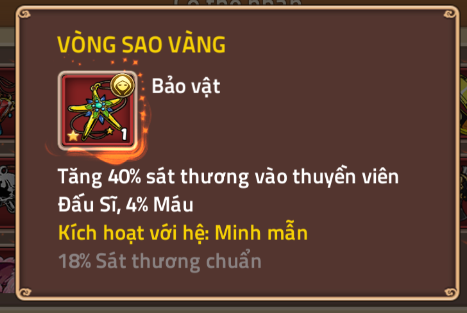 VÒNG SAO VÀNG
Bảo vật
1
Tăng 40% sát thương vào thuyền viên
Đấu Sĩ, 4% Máu
Kích hoạt với hệ: Minh mẫn
18% Sát thương chuẩn